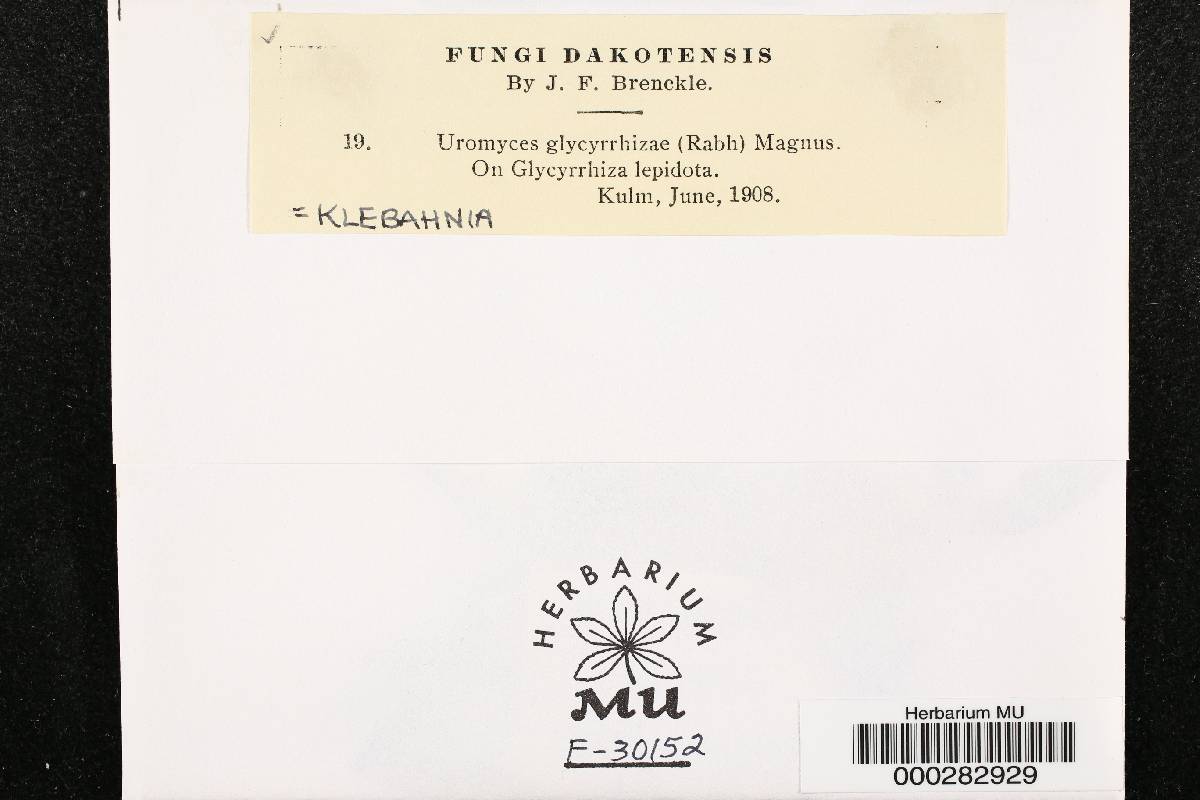 FUNGI DAKOTENSIS
By J. F. Brenckle.
19. Uromyces glycyrrhizae (Rabh) Magnus.
On Glycyrrhiza lepidota.
Kulm, June, 1908.
= KLEBAHNIA
HERBARIUM
MU
F-30152
Herbarium MU
000282929